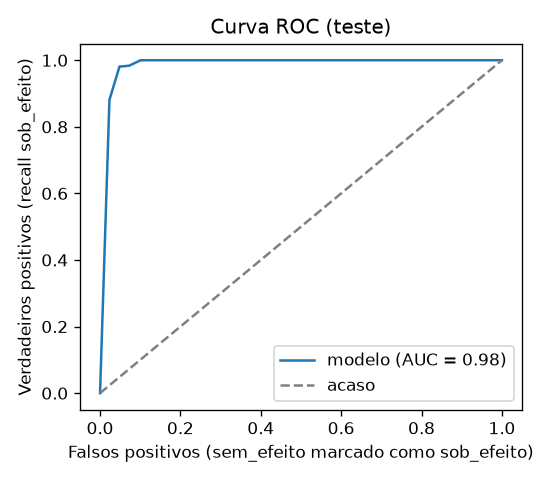 Curva ROC (teste)
Verdadeiros positivos (recall sob_efeito)
1.0
0.8
0.6
0.4
0.2
0.0
modelo (AUC = 0.98)
acaso
0.0 0.2 0.4 0.6 0.8 1.0
Falsos positivos (sem_efeito marcado como sob_efeito)